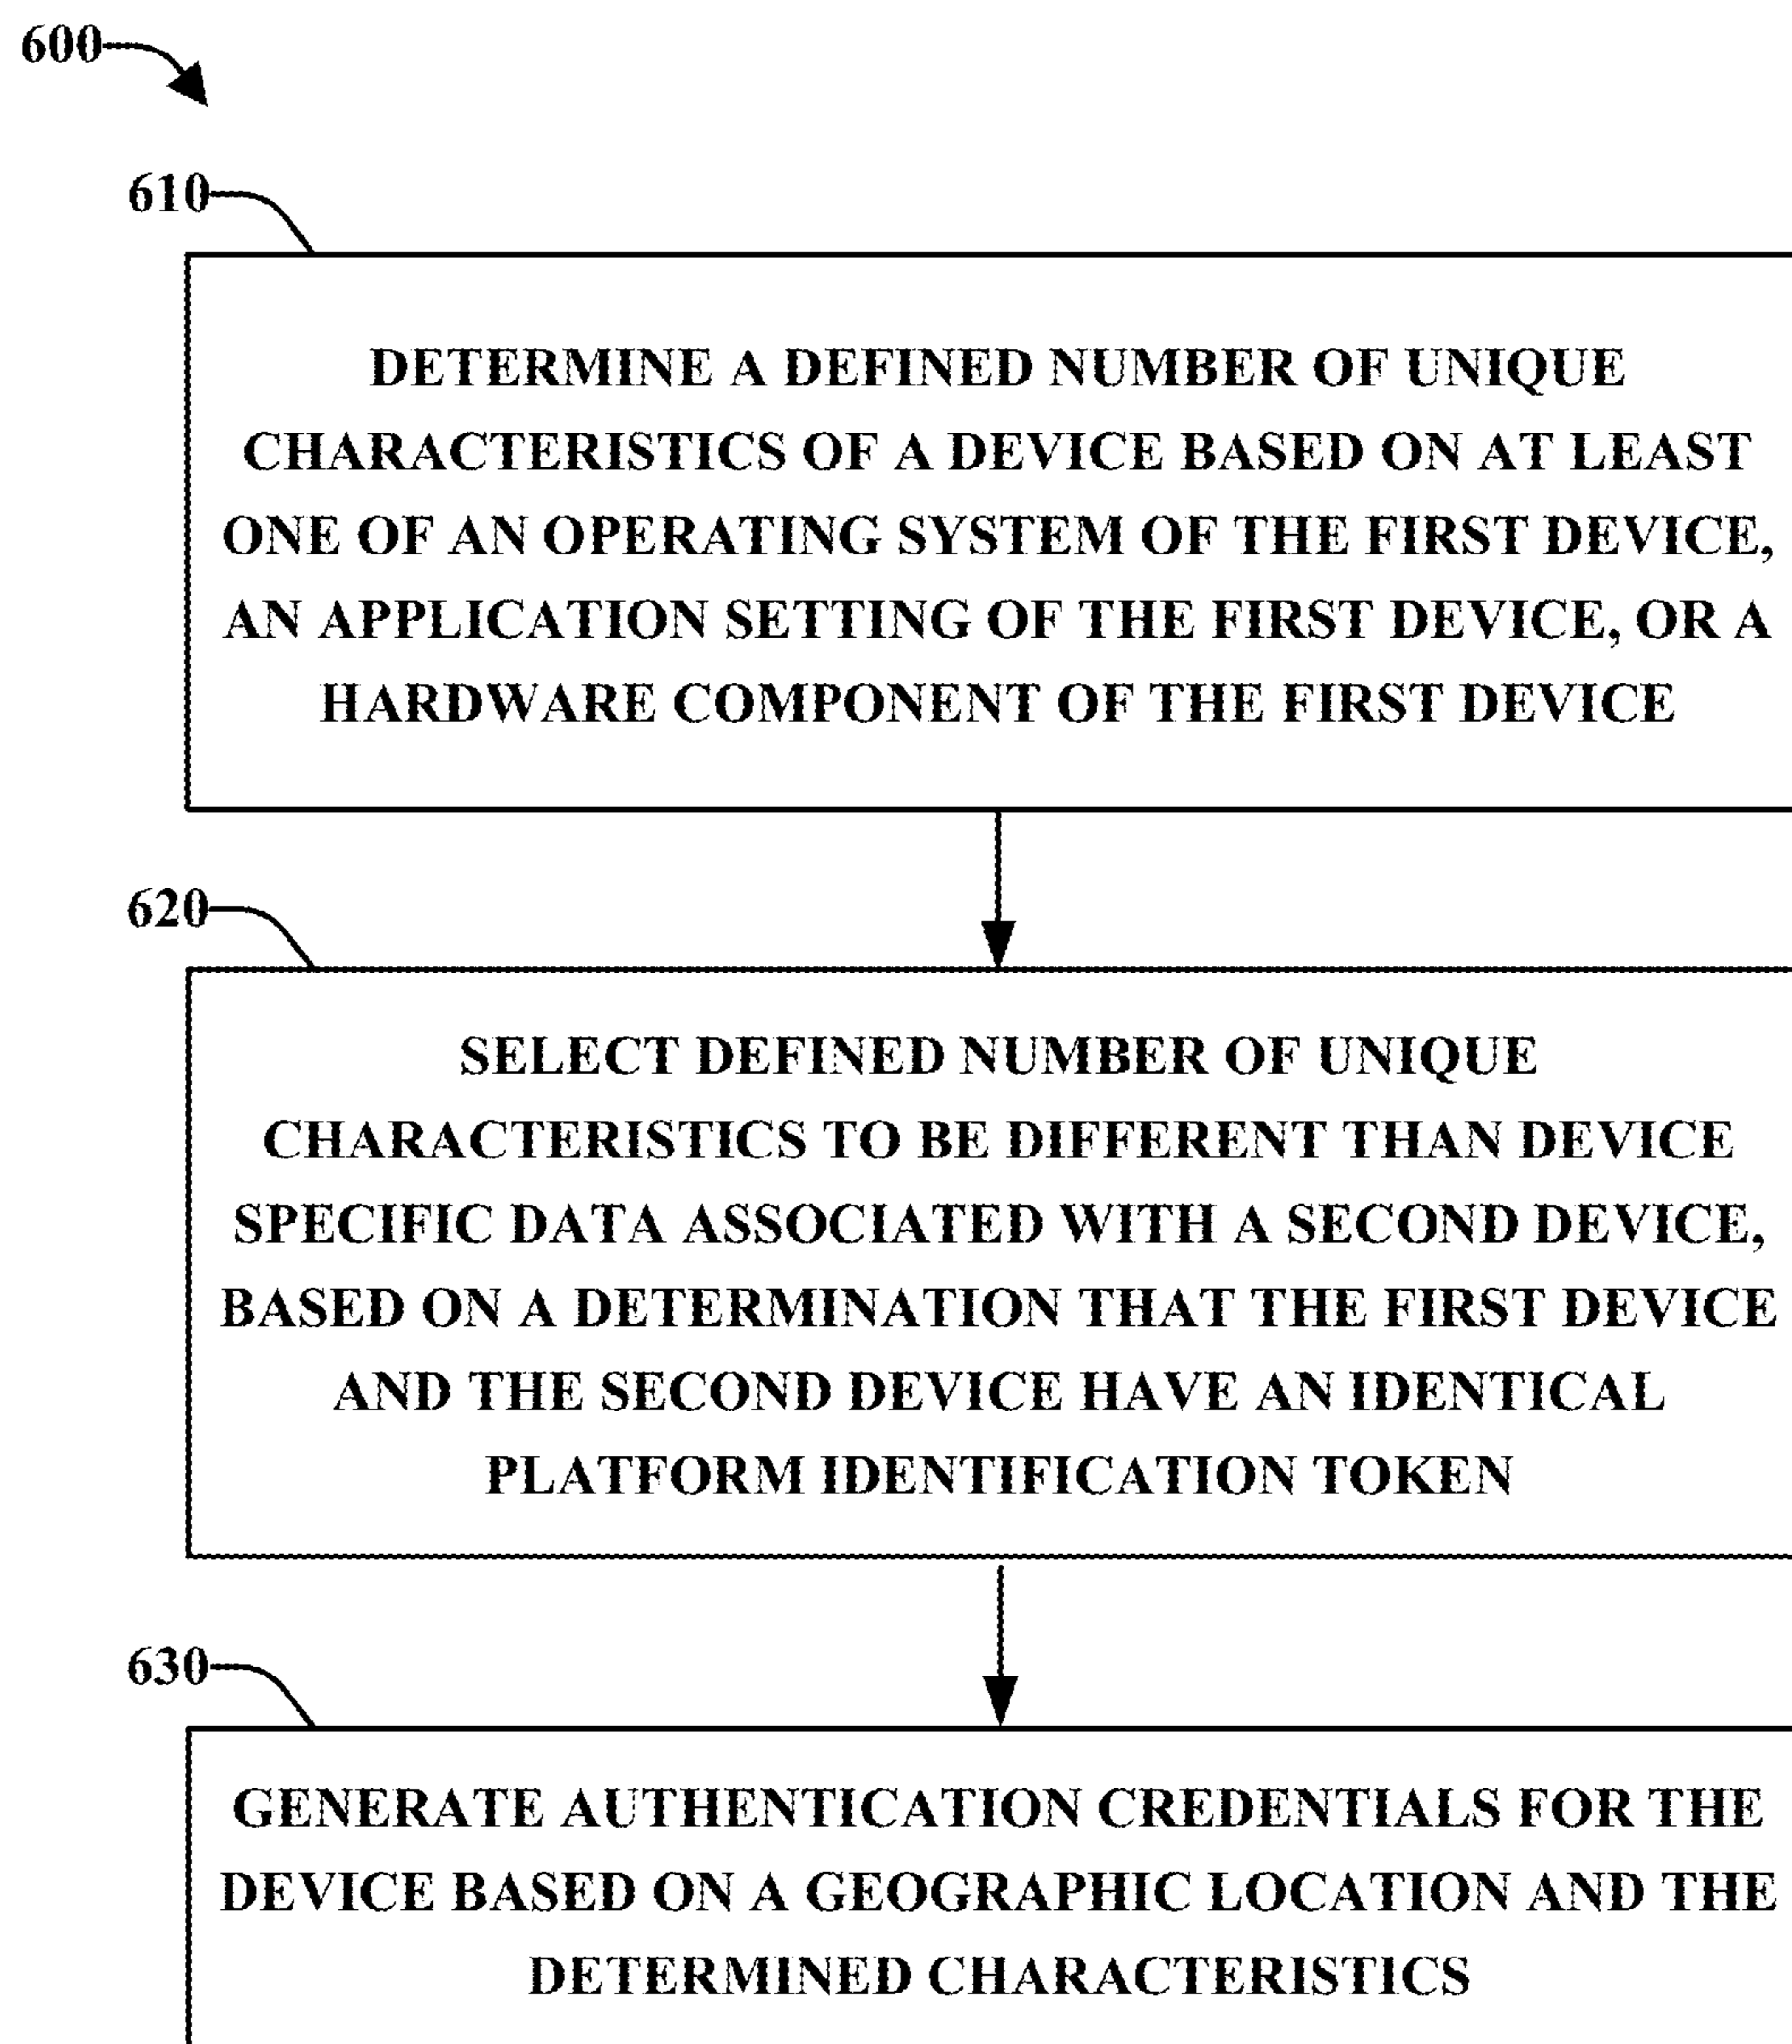 600
610
DETERMINE A DEFINED NUMBER OF UNIQUE
CHARACTERISTICS OF A DEVICE BASED ON AT LEAST
ONE OF AN OPERATING SYSTEM OF THE FIRST DEVICE,
AN APPLICATION SETTING OF THE FIRST DEVICE, OR A
HARDWARE COMPONENT OF THE FIRST DEVICE
620
SELECT DEFINED NUMBER OF UNIQUE
CHARACTERISTICS TO BE DIFFERENT THAN DEVICE
SPECIFIC DATA ASSOCIATED WITH A SECOND DEVICE,
BASED ON A DETERMINATION THAT THE FIRST DEVICE
AND THE SECOND DEVICE HAVE AN IDENTICAL
PLATFORM IDENTIFICATION TOKEN
630
GENERATE AUTHENTICATION CREDENTIALS FOR THE
DEVICE BASED ON A GEOGRAPHIC LOCATION AND THE
DETERMINED CHARACTERISTICS